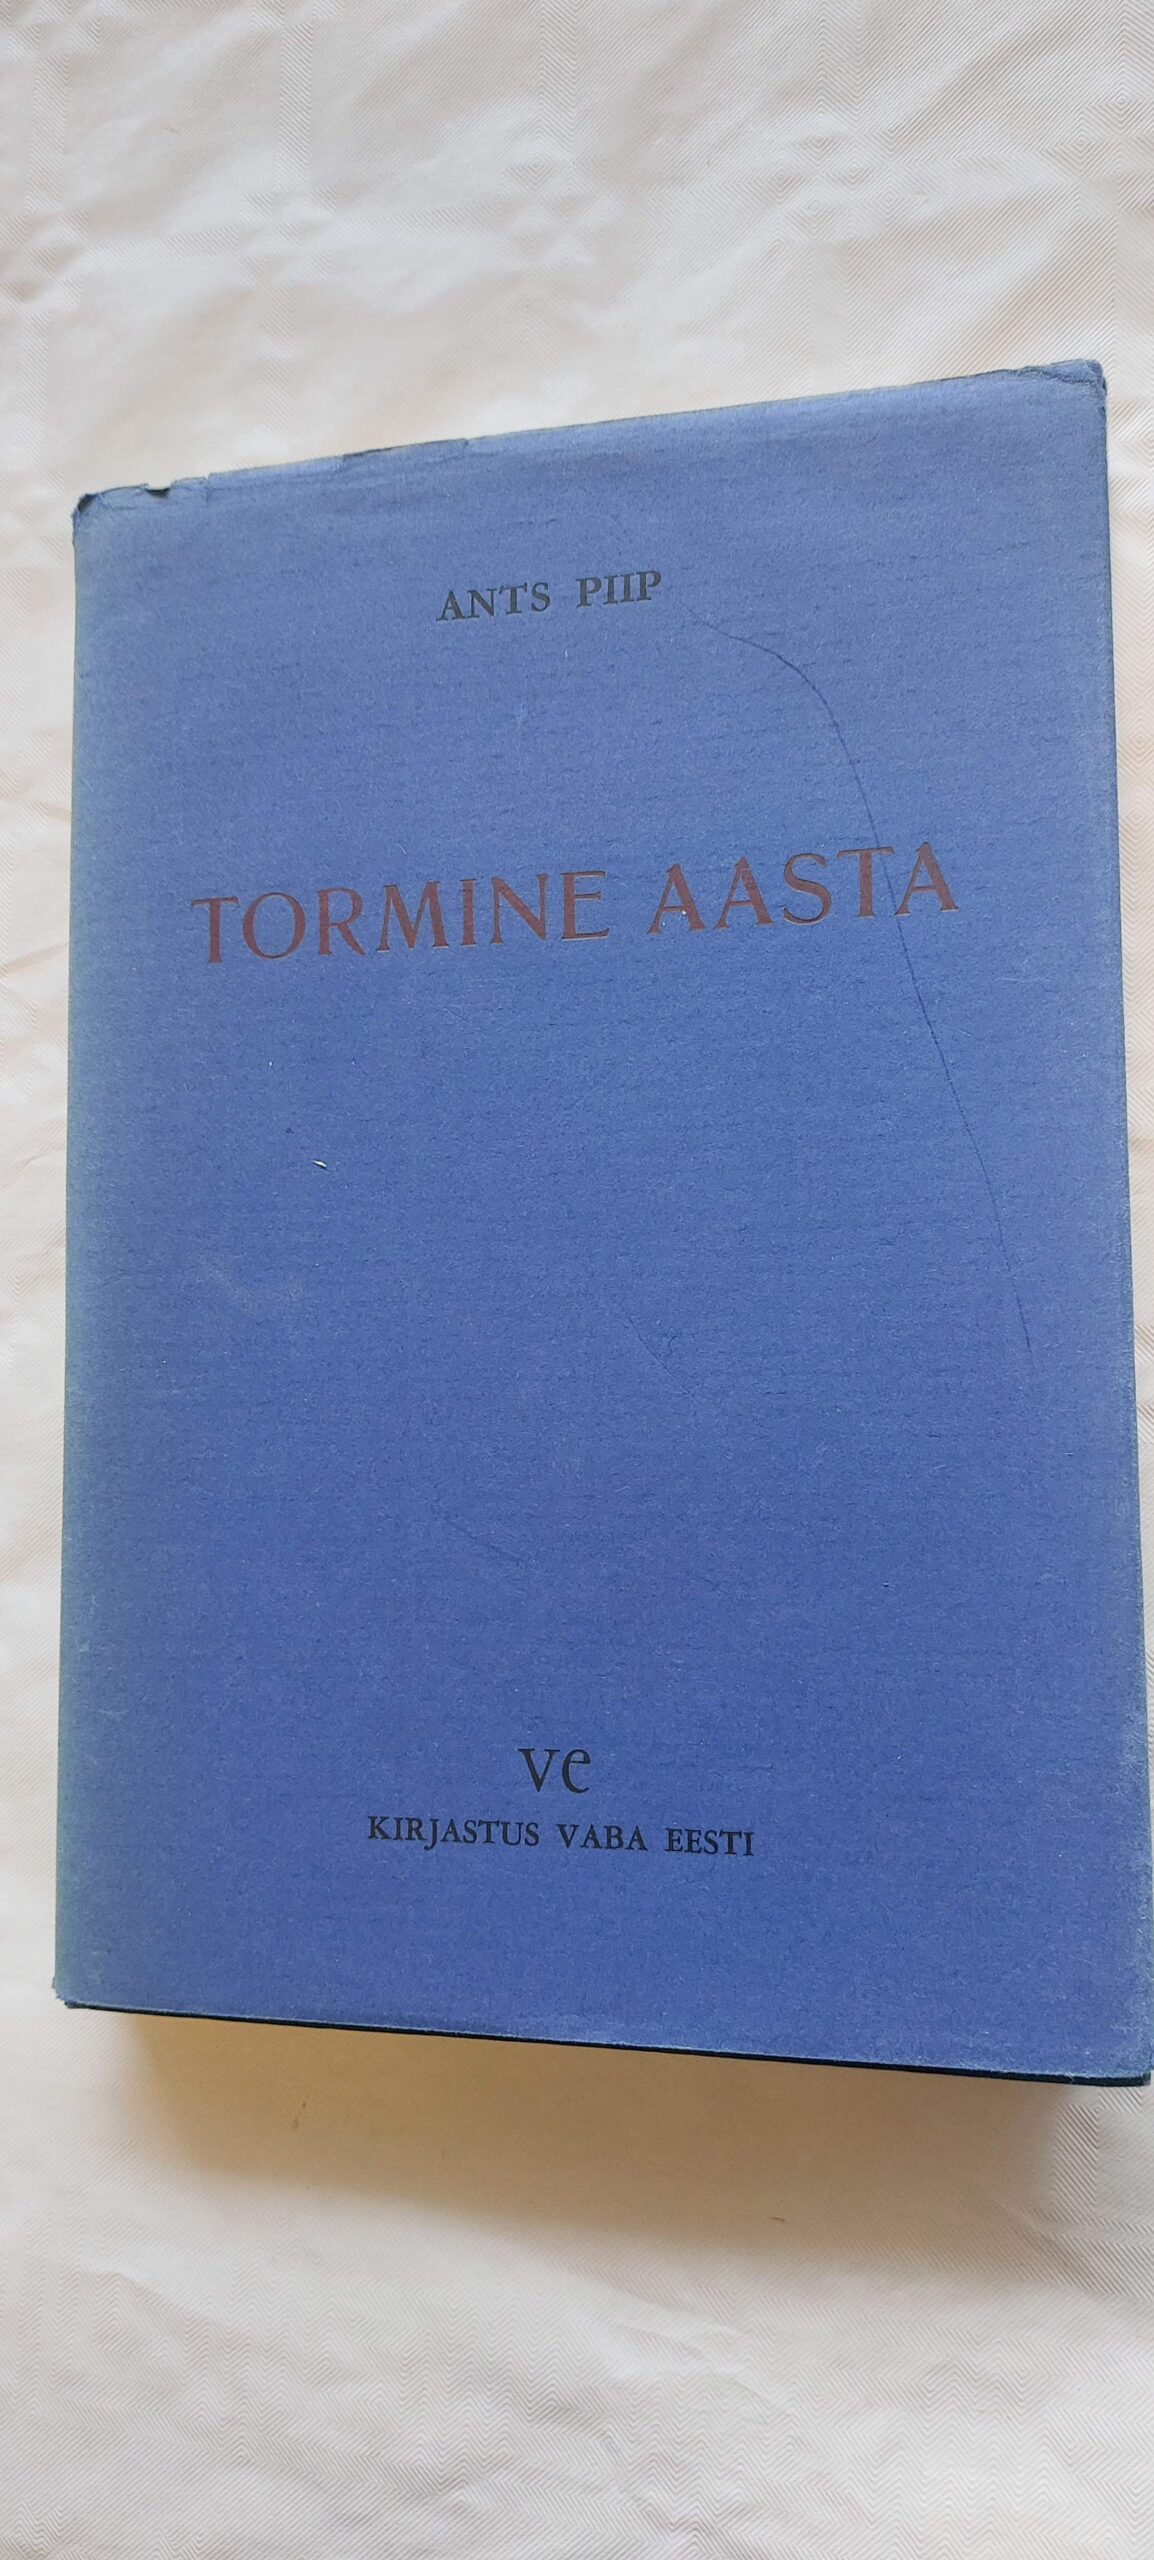 ANTS PIIP
TORMINE AASTA
ve
KIRJASTUS VABA EESTI